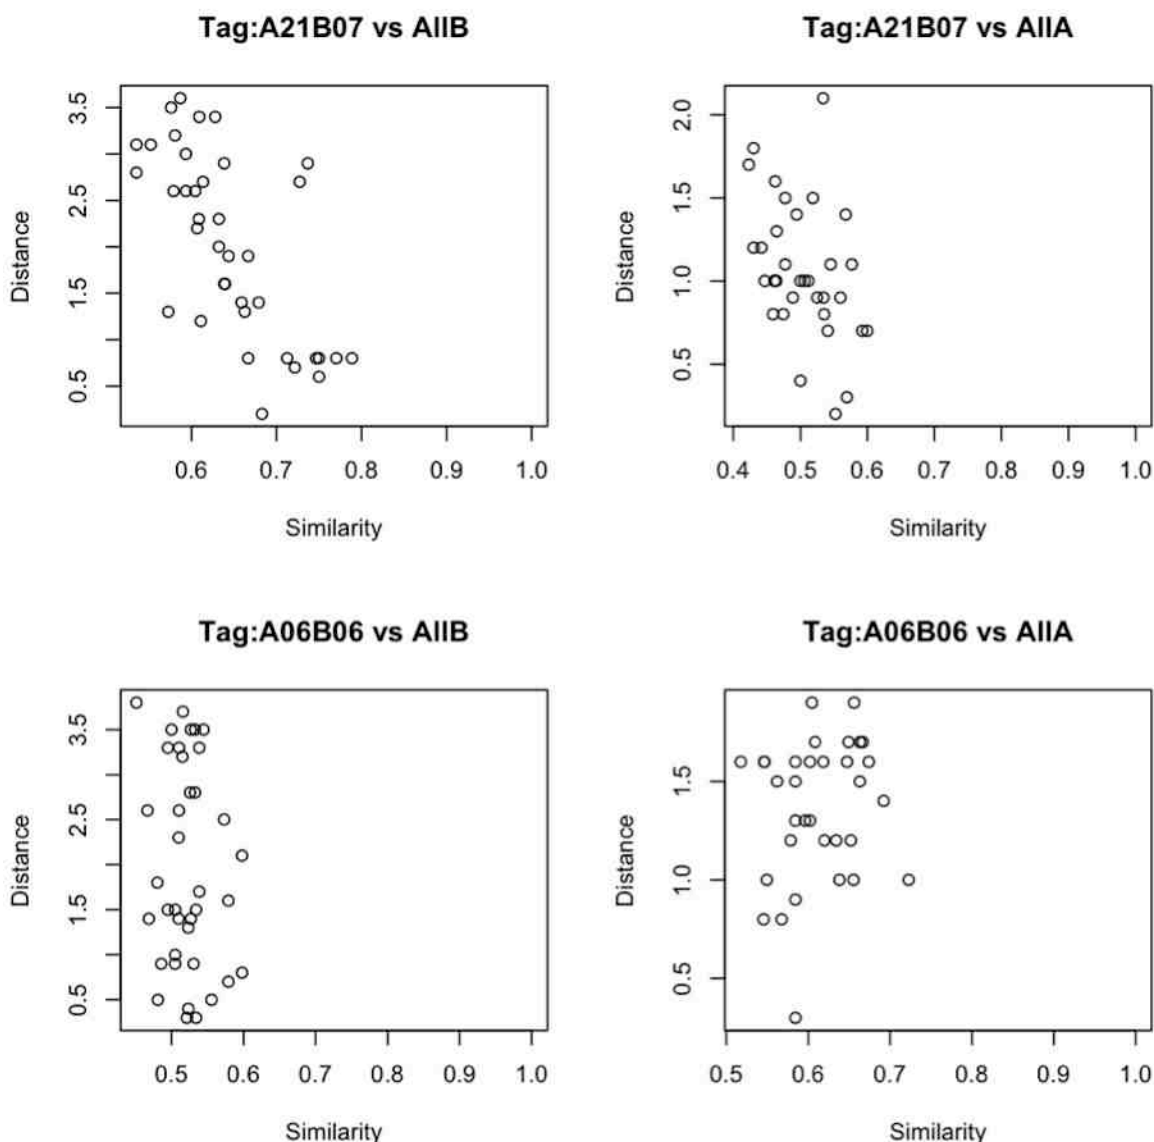 Tag:A21B07 vs AllB
Distance
3.5
2.5
1.5
0.5
0.6 0.7 0.8 0.9 1.0
Similarity
Tag:A21B07 vs AllA
Distance
2.0
1.5
1.0
0.5
0.4 0.5 0.6 0.7 0.8 0.9 1.0
Similarity
Tag:A06B06 vs AllB
Distance
3.5
2.5
1.5
0.5
0.5 0.6 0.7 0.8 0.9 1.0
Similarity
Tag:A06B06 vs AllA
Distance
1.5
1.0
0.5
0.5 0.6 0.7 0.8 0.9 1.0
Similarity